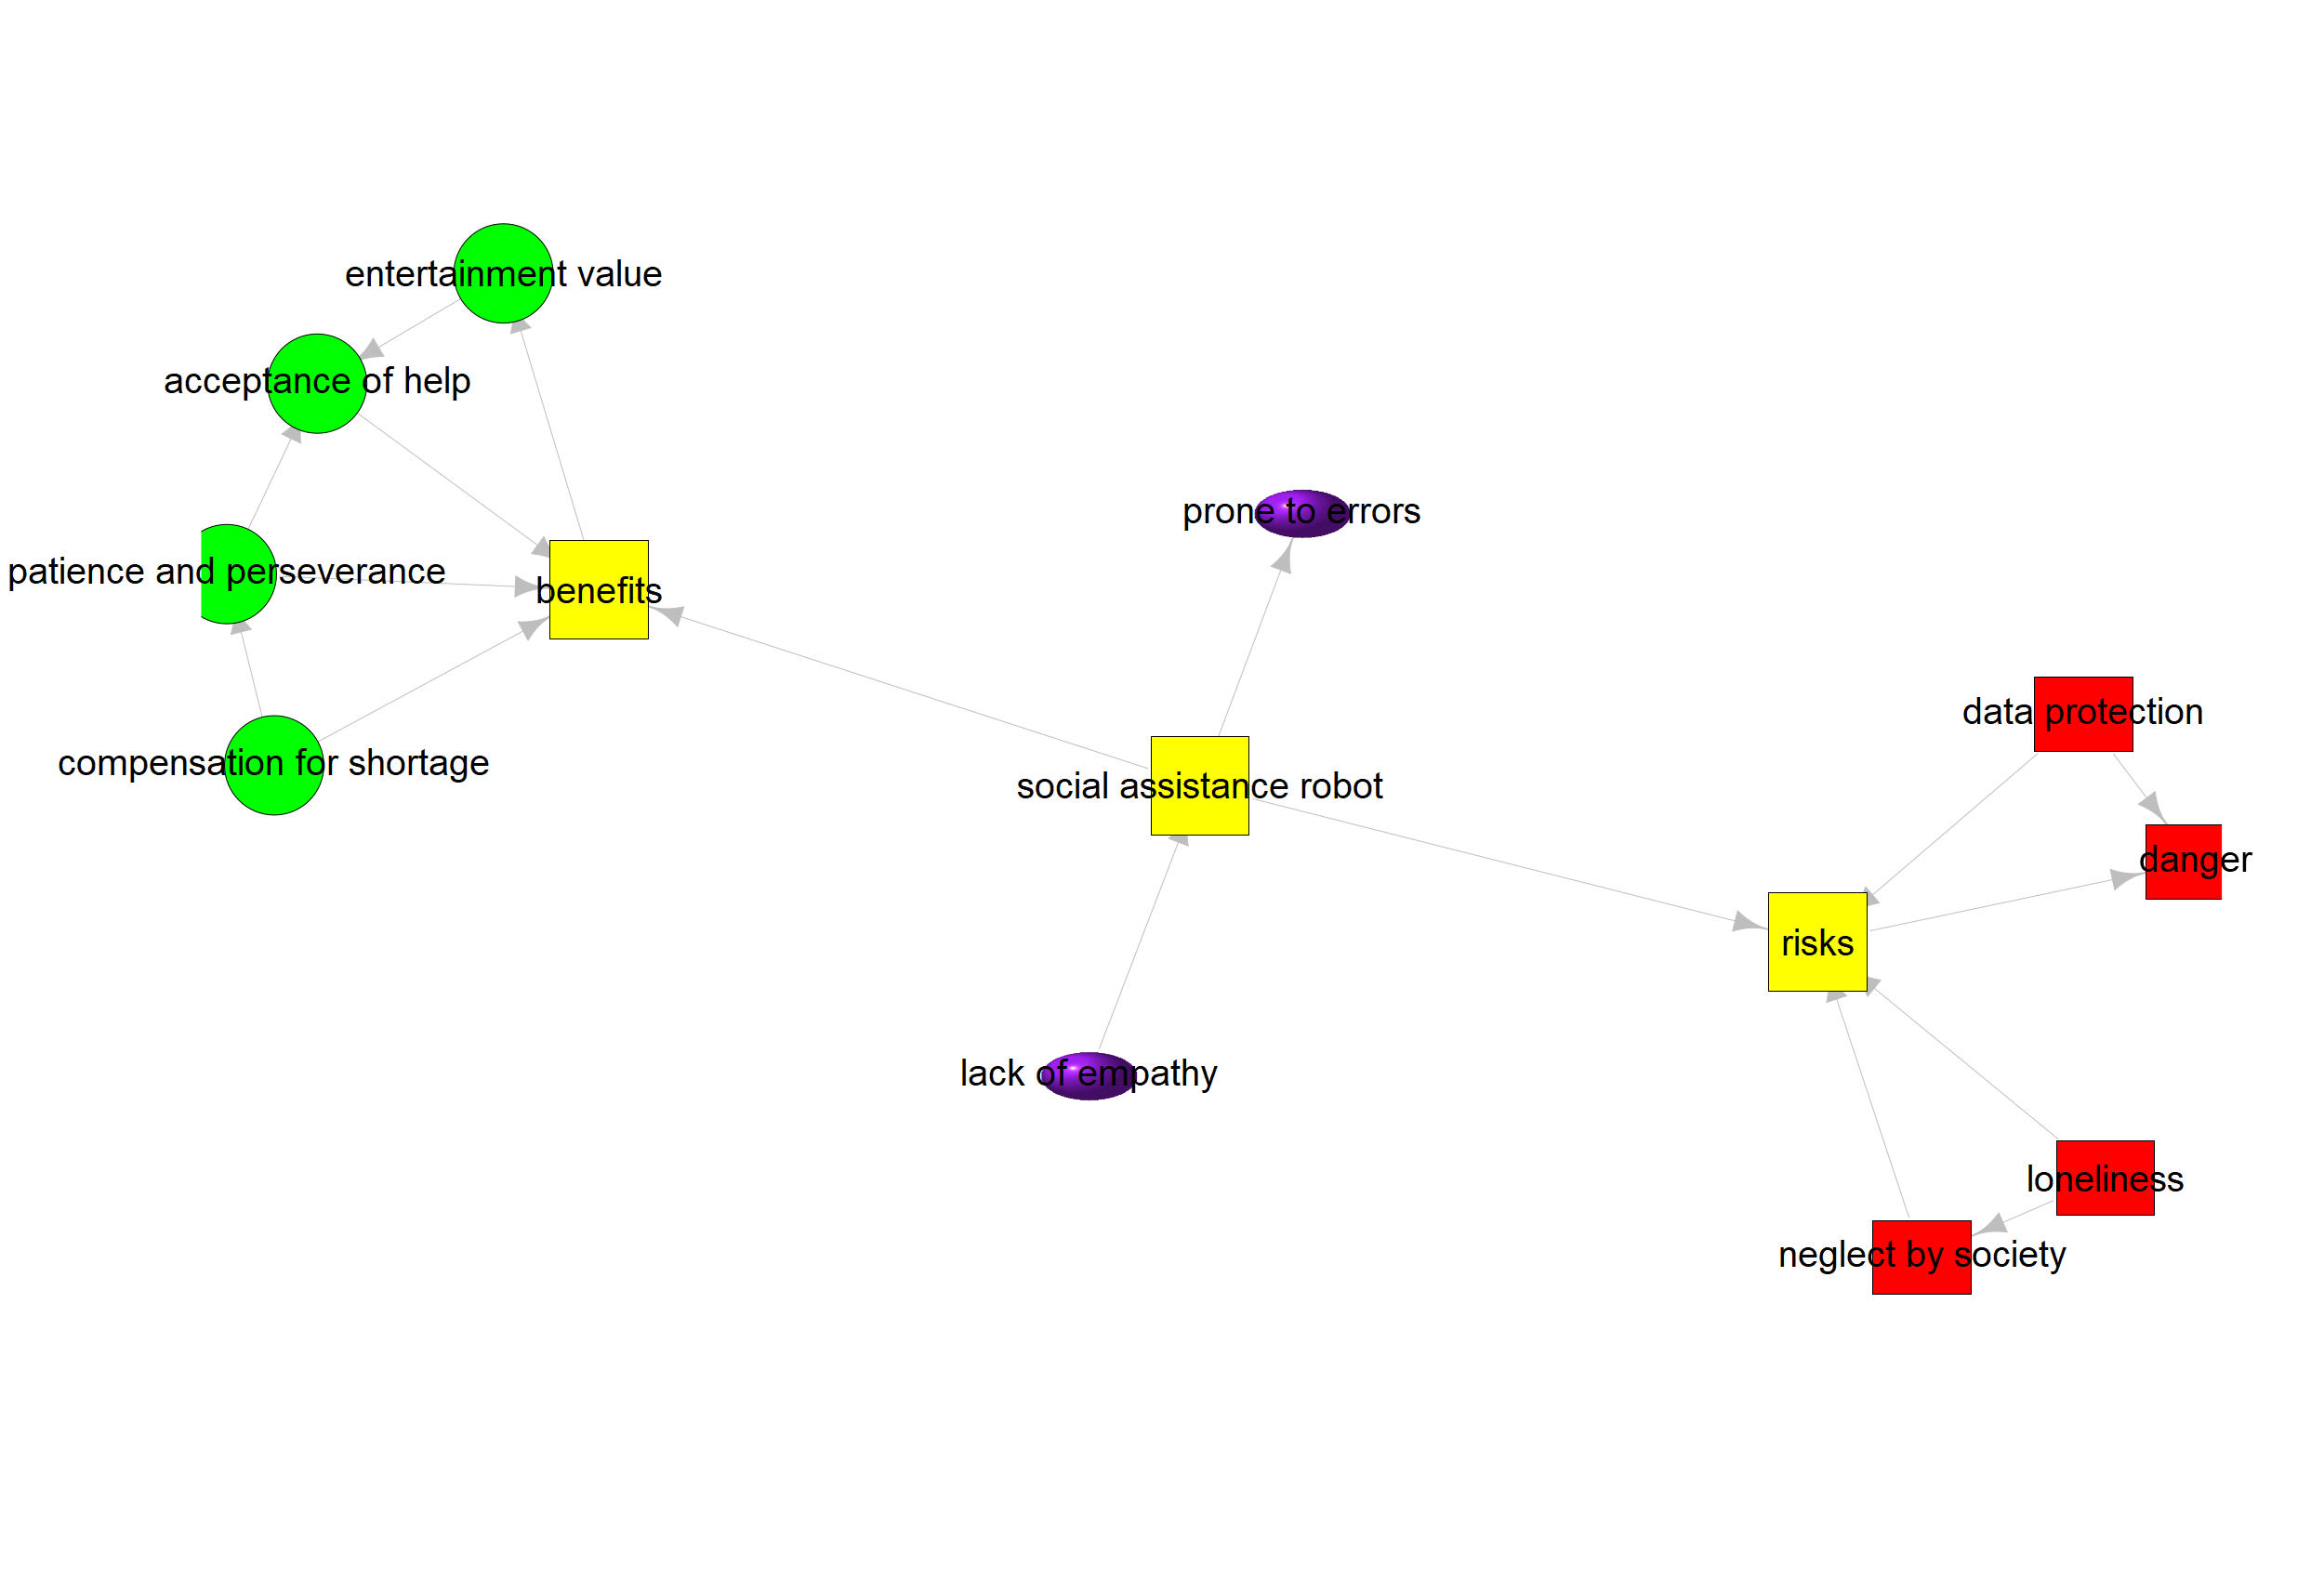 entertainment value
acceptance of help
prone to errors
patience and perseverance
benefits
data protection
compensation for shortage
social assistance robot
danger
risks
lack of empathy
loneliness
neglect by society